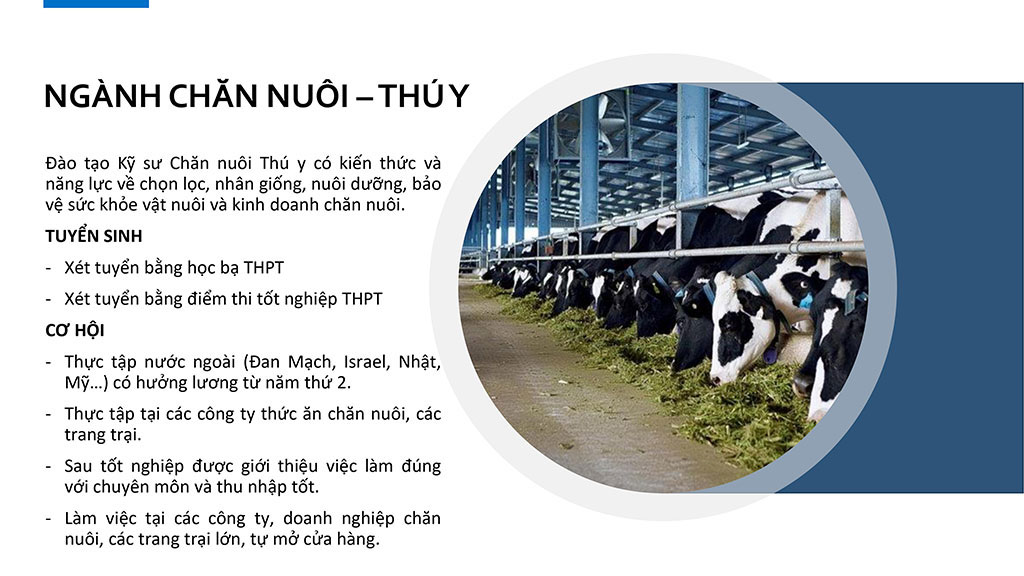 NGÀNH CHĂN NUÔI – THÚ Y
Đào tạo Kỹ sư Chăn nuôi Thú y có kiến thức và
năng lực về chọn lọc, nhân giống, nuôi dưỡng, bảo
vệ sức khỏe vật nuôi và kinh doanh chăn nuôi.
TUYỂN SINH
- Xét tuyển bằng học bạ THPT
- Xét tuyển bằng điểm thi tốt nghiệp THPT
CƠ HỘI
- Thực tập nước ngoài (Đan Mạch, Israel, Nhật,
Mỹ…) có hưởng lương từ năm thứ 2.
- Thực tập tại các công ty thức ăn chăn nuôi, các
trang trại.
- Sau tốt nghiệp được giới thiệu việc làm đúng
với chuyên môn và thu nhập tốt.
- Làm việc tại các công ty, doanh nghiệp chăn
nuôi, các trang trại lớn, tự mở cửa hàng.